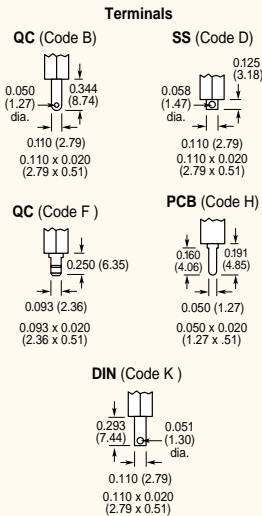 Terminals
QC (Code B)
0.050
(1.27)
dia.
0.344
(8.74)
0.110 (2.79)
0.110 x 0.020
(2.79 x 0.51)
SS (Code D)
0.125
(3.18)
0.058
(1.47)
dia.
0.110 (2.79)
0.110 x 0.020
(2.79 x 0.51)
QC (Code F )
0.250 (6.35)
0.093 (2.36)
0.093 x 0.020
(2.36 x 0.51)
PCB (Code H)
0.160
(4.06)
0.191
(4.85)
0.050 (1.27)
0.050 x 0.020
(1.27 x .51)
DIN (Code K )
0.293
(7.44)
0.051
(1.30)
dia.
0.110 (2.79)
0.110 x 0.020
(2.79 x 0.51)